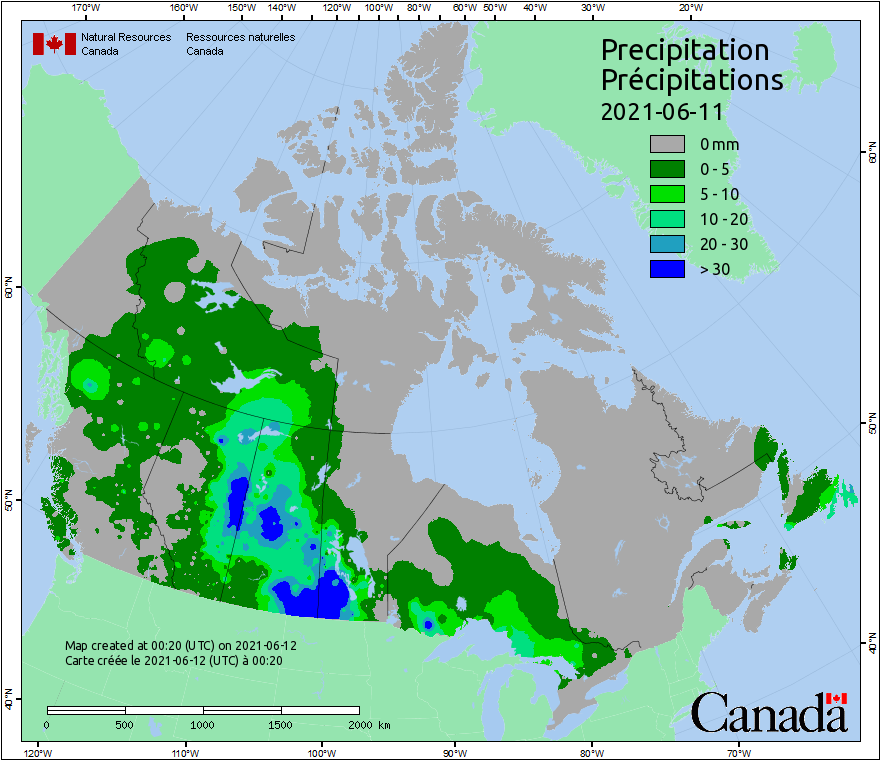 170°W 160°W 150°W 140°W 130°W 120°W 100°W 80°W 60°W 50°W 40°W 30°W 20°W
Natural Resources Canada
Ressources naturelles Canada
Precipitation
Précipitations
2021-06-11
0 mm
0 - 5
5 - 10
10 - 20
20 - 30
> 30
60°N
50°N
40°N
60°N
50°N
40°N
Map created at 00:20 (UTC) on 2021-06-12
Carte créée le 2021-06-12 (UTC) à 00:20
0 500 1000 1500 2000 km
Canada
120°W 110°W 100°W 90°W 80°W 70°W